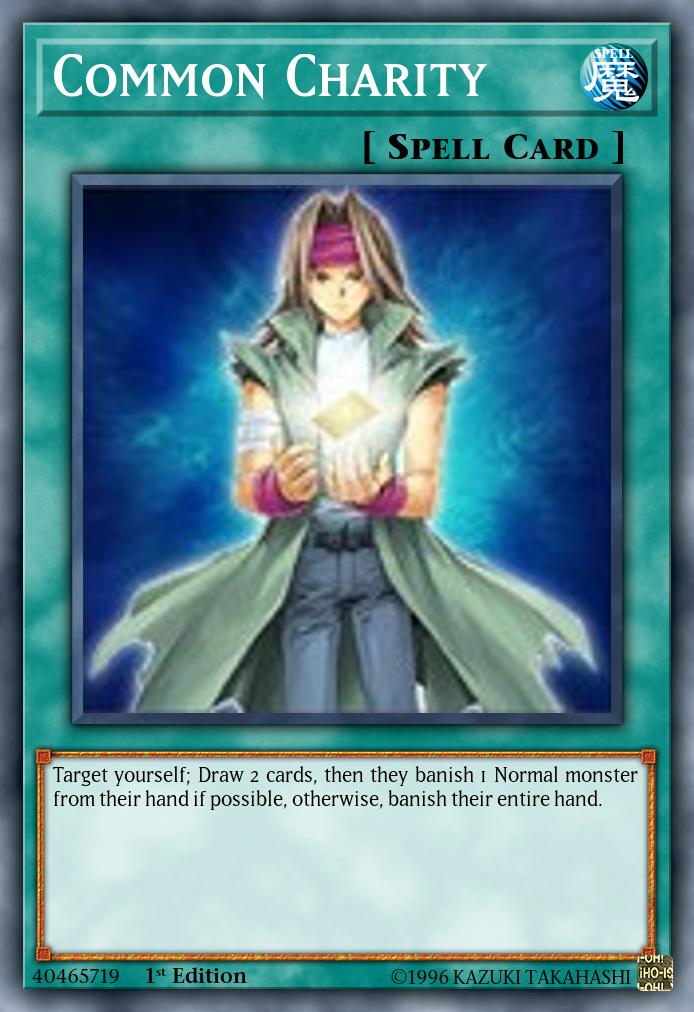 COMMON CHARITY
SPELL
魔
[ SPELL CARD ]
Target yourself; Draw 2 cards, then they banish 1 Normal monster
from their hand if possible, otherwise, banish their entire hand.
40465719 1st Edition ©1996 KAZUKI TAKAHASHI